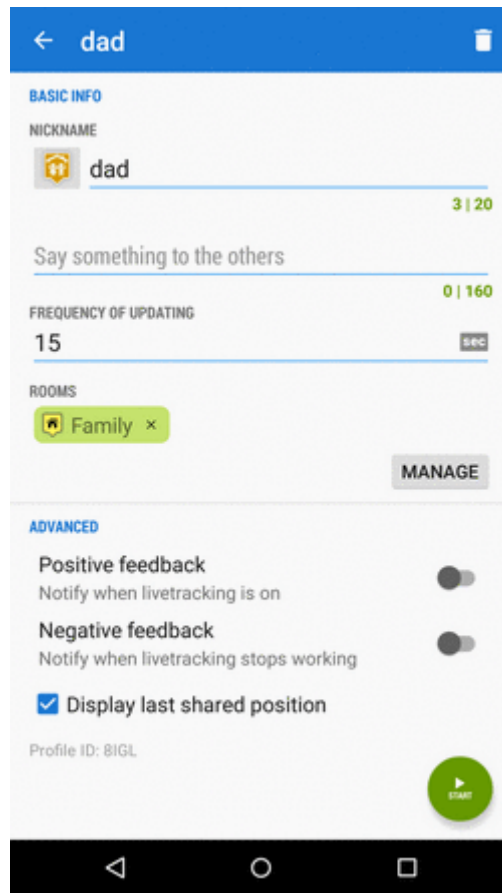 dad
BASIC INFO
NICKNAME
dad
3 | 20
Say something to the others
0 | 160
FREQUENCY OF UPDATING
15 sec
ROOMS
Family ×
MANAGE
ADVANCED
Positive feedback
Notify when livetracking is on
Negative feedback
Notify when livetracking stops working
Display last shared position
Profile ID: 8IGL
START